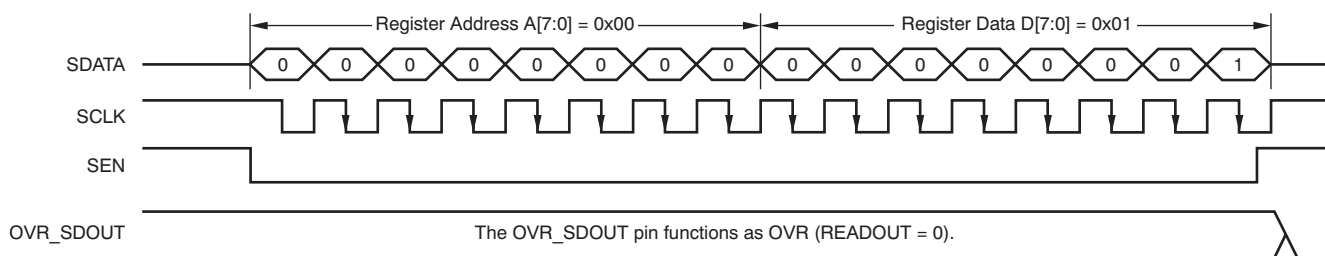 Register Address A[7:0] = 0x00 Register Data D[7:0] = 0x01
SDATA 0 0 0 0 0 0 0 0 0 0 0 0 0 0 0 1
SCLK
SEN
OVR_SDOUT The OVR_SDOUT pin functions as OVR (READOUT = 0).